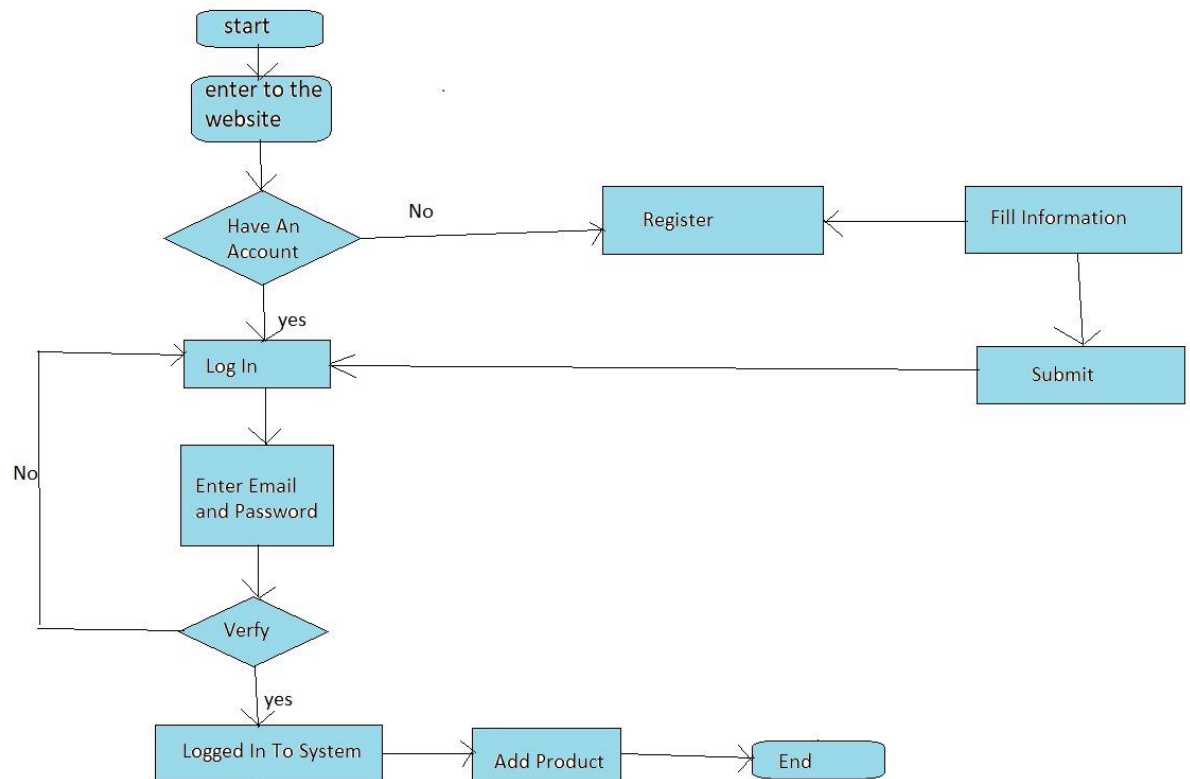 start
enter to the
website
Have An
Account
No
Register
Fill Information
yes
Log In
Submit
No
Enter Email
and Password
Verfy
yes
Logged In To System
Add Product
End